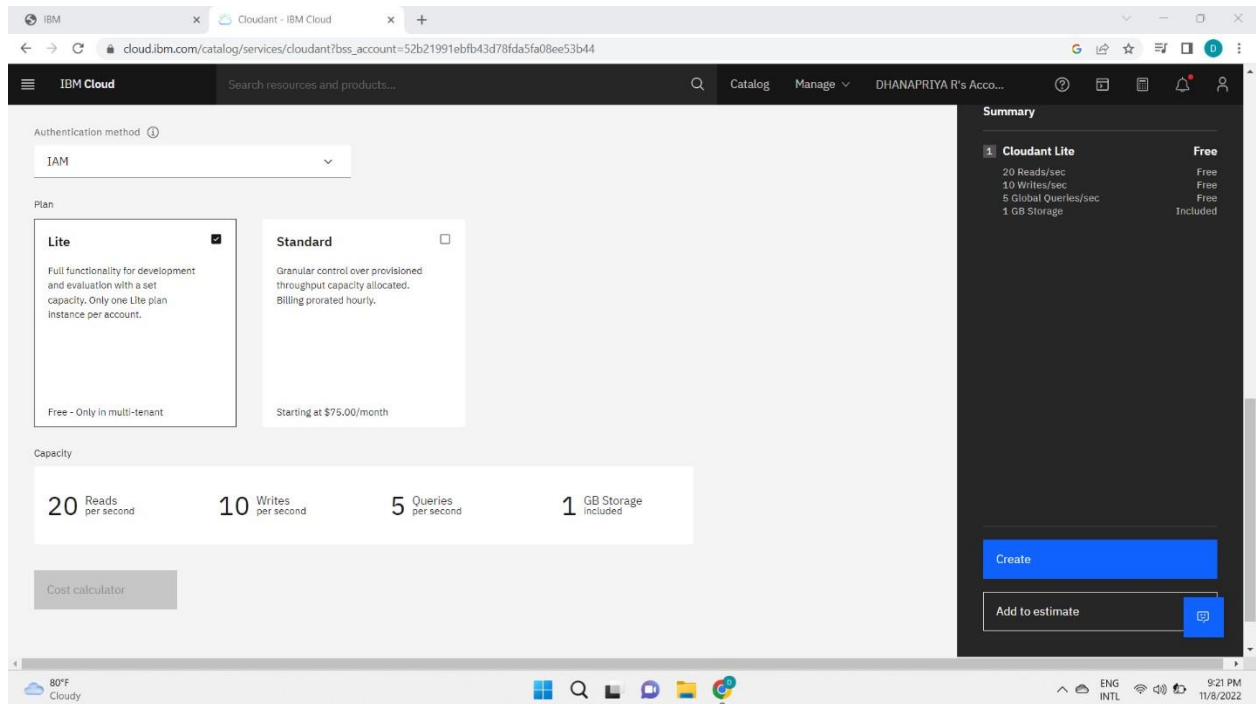 IBM
Cloudant - IBM Cloud
cloud.ibm.com/catalog/services/cloudant?bss_account=52b21991ebfb43d78fda5fa08ee53b44
G
D
IBM Cloud
Search resources and products...
Catalog
Manage
DHANAPRIYA R's Acco...
Authentication method
IAM
Plan
Lite
Full functionality for development
and evaluation with a set
capacity. Only one Lite plan
instance per account.
Free - Only in multi-tenant
Standard
Granular control over provisioned
throughput capacity allocated.
Billing prorated hourly.
Starting at $75.00/month
Capacity
20 Reads per second
10 Writes per second
5 Queries per second
1 GB Storage included
Cost calculator
Summary
1 Cloudant Lite Free
20 Reads/sec Free
10 Writes/sec Free
5 Global Queries/sec Free
1 GB Storage Included
Create
Add to estimate
80°F
Cloudy
D
ENG
INTL
9:21 PM
11/8/2022